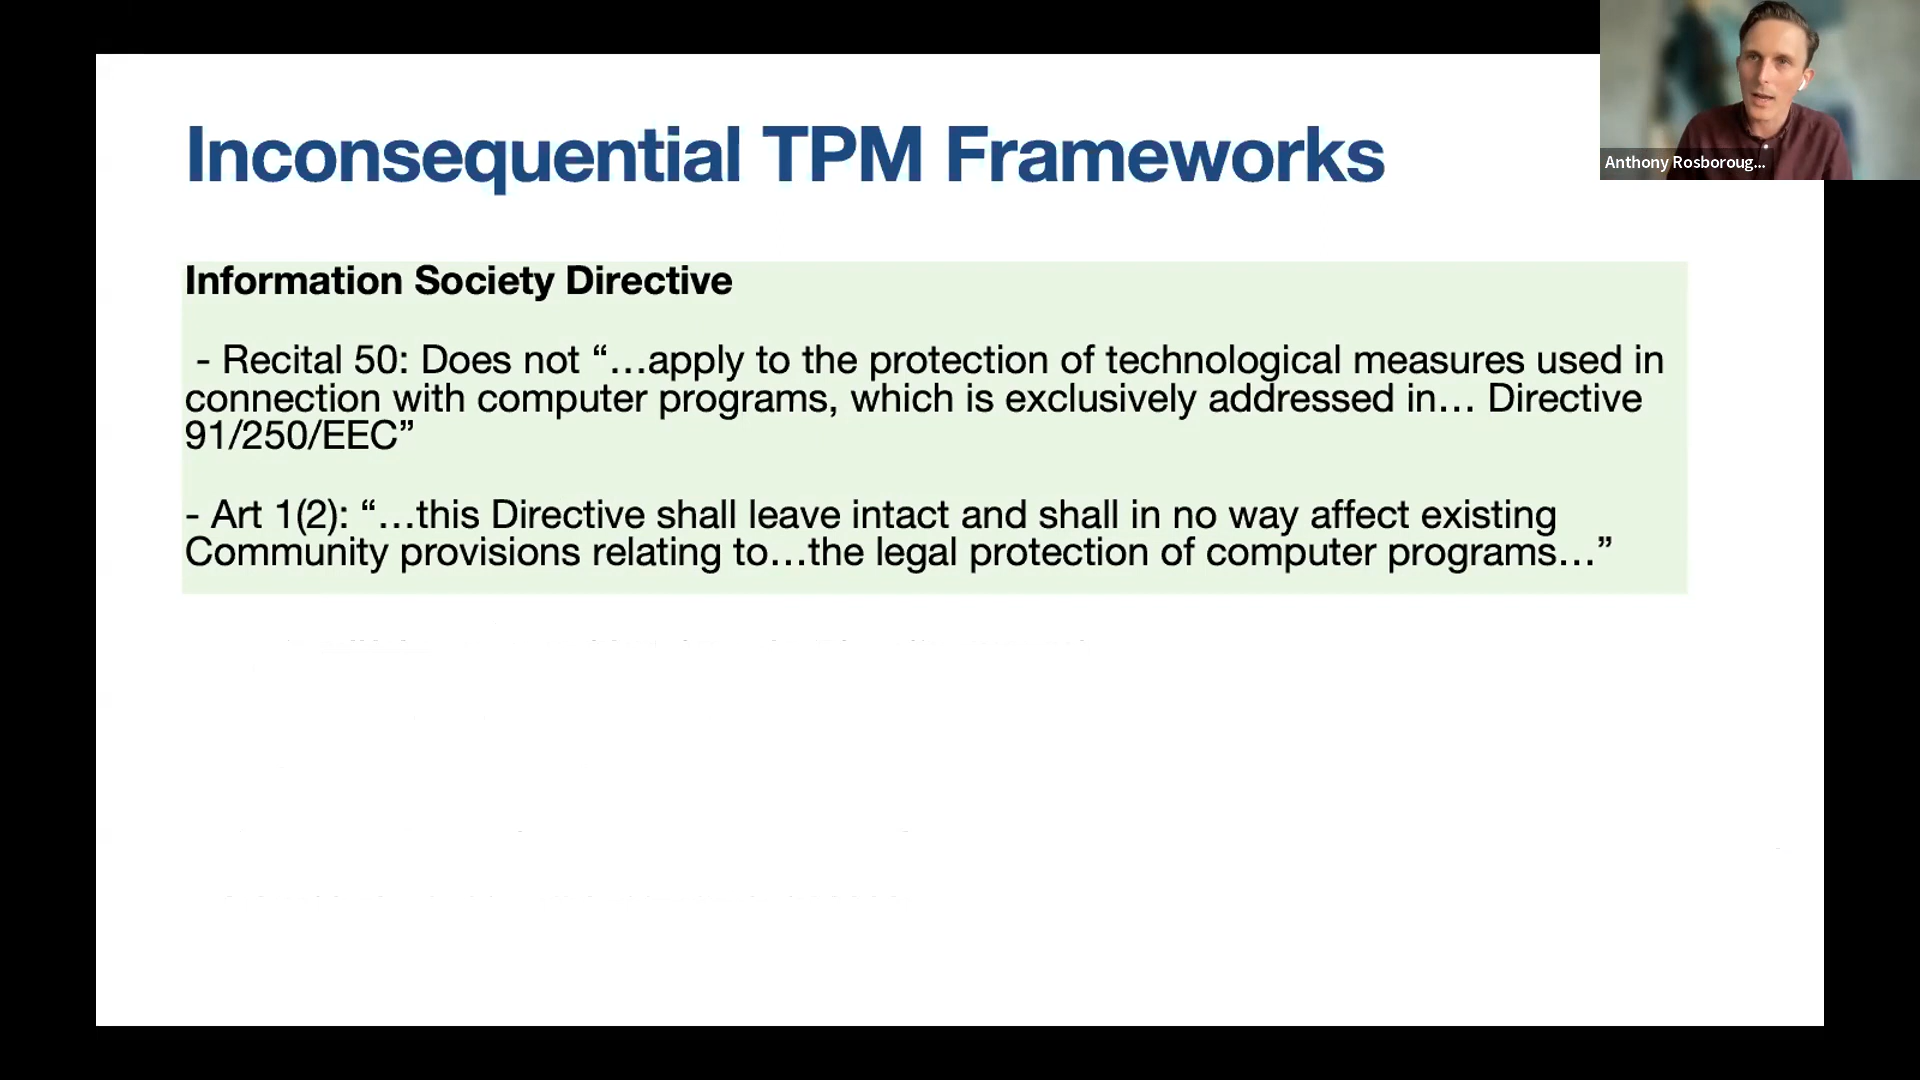 Inconsequential TPM Frameworks
Anthony Rosboroug...
Information Society Directive
- Recital 50: Does not “…apply to the protection of technological measures used in
connection with computer programs, which is exclusively addressed in… Directive
91/250/EEC”
- Art 1(2): “…this Directive shall leave intact and shall in no way affect existing
Community provisions relating to…the legal protection of computer programs…”